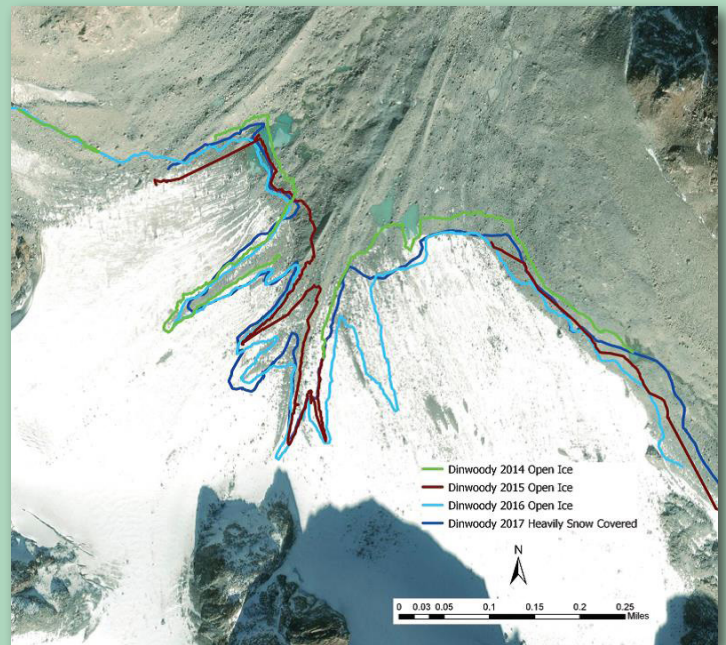 Dinwoody 2014 Open Ice
Dinwoody 2015 Open Ice
Dinwoody 2016 Open Ice
Dinwoody 2017 Heavily Snow Covered
N
0 0.03 0.05 0.1 0.15 0.2 0.25
Miles